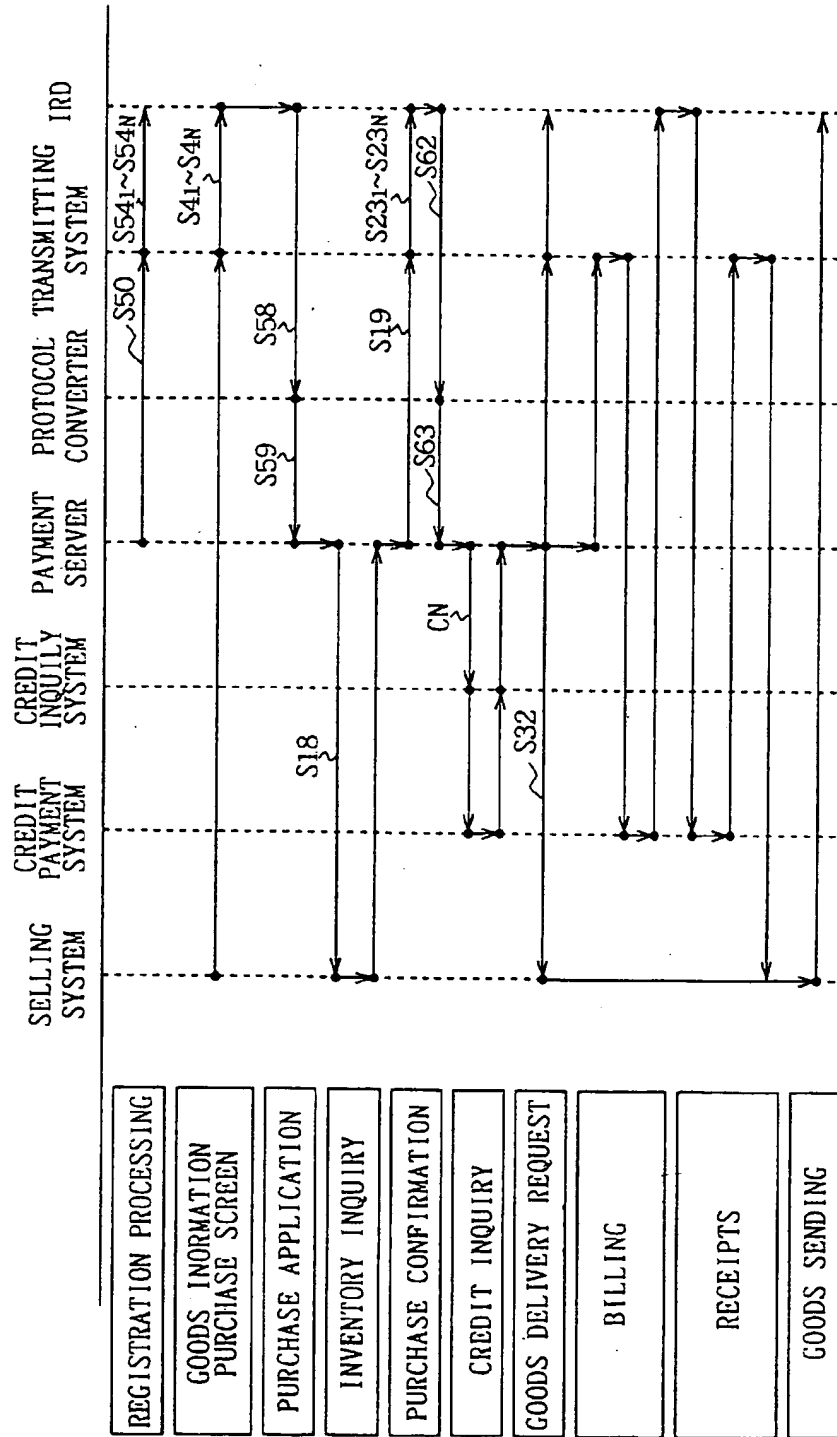 SELLING
SYSTEM
CREDIT
PAYMENT
SYSTEM
CREDIT
INQUILY
SYSTEM
PAYMENT
SERVER
PROTOCOL
CONVERTER
TRANSMITTING
SYSTEM
IRD
REGISTRATION PROCESSING
S50
S541~S54N
GOODS INORMATION
PURCHASE SCREEN
S41~S4N
PURCHASE APPLICATION
S59
S58
INVENTORY INQUIRY
S18
PURCHASE CONFIRMATION
S19
S231~S23N
S63
S62
CREDIT INQUIRY
CN
GOODS DELIVERY REQUEST
S32
BILLING
RECEIPTS
GOODS SENDING